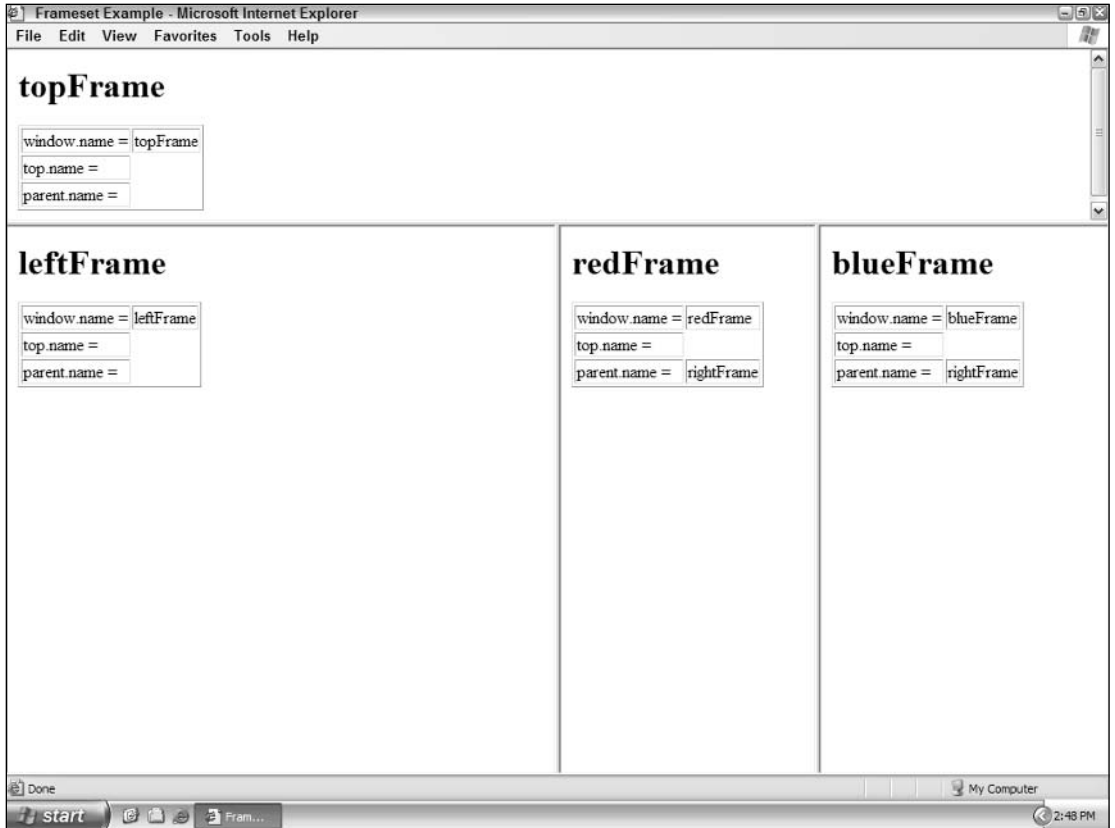 Frameset Example - Microsoft Internet Explorer
File Edit View Favorites Tools Help
topFrame
window.name = topFrame
top.name =
parent.name =
leftFrame
window.name = leftFrame
top.name =
parent.name =
redFrame
window.name = redFrame
top.name =
parent.name = rightFrame
blueFrame
window.name = blueFrame
top.name =
parent.name = rightFrame
Done
My Computer
start
Fram...
2:48 PM